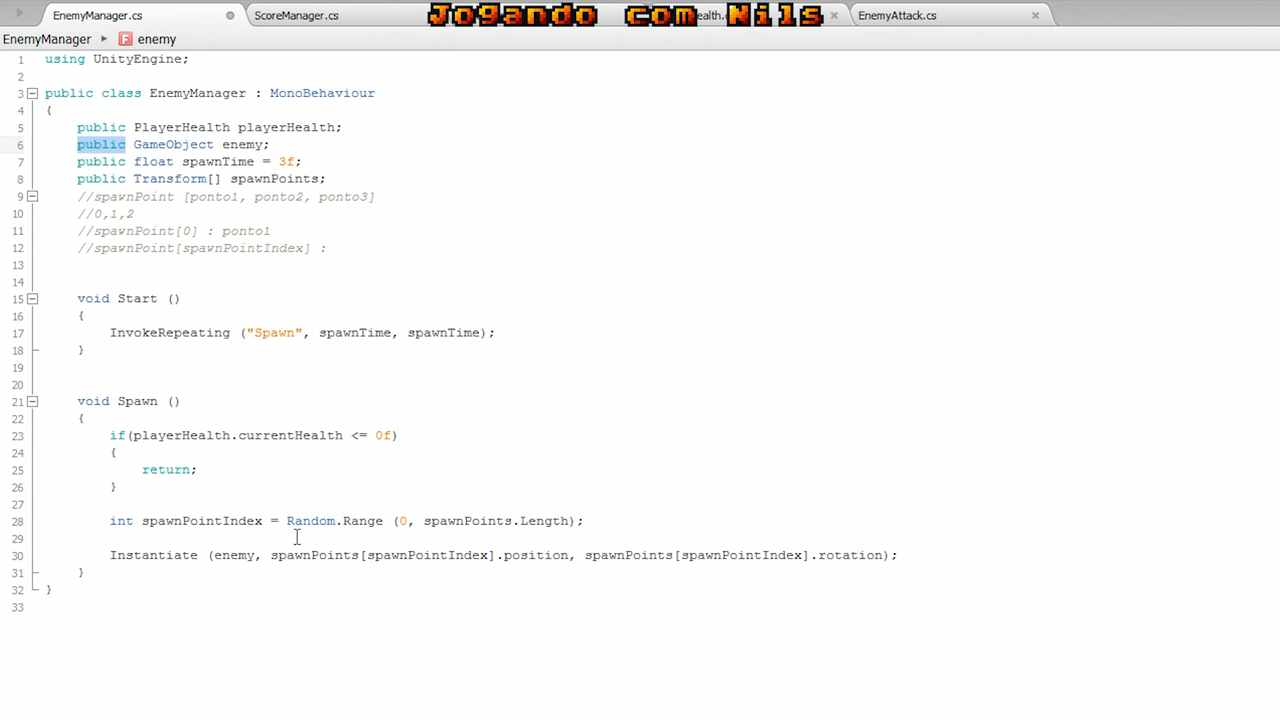 EnemyManager.cs
ScoreManager.cs
Jogando com Nils
EnemyAttack.cs
EnemyManager
enemy
1 using UnityEngine;
2
3 public class EnemyManager : MonoBehaviour
4 {
5 public PlayerHealth playerHealth;
6 public GameObject enemy;
7 public float spawnTime = 3f;
8 public Transform[] spawnPoints;
9 //spawnPoint [ponto1, ponto2, ponto3]
10 //0,1,2
11 //spawnPoint[0] : ponto1
12 //spawnPoint[spawnPointIndex] :
13
14
15 void Start ()
16 {
17 InvokeRepeating ("Spawn", spawnTime, spawnTime);
18 }
19
20
21 void Spawn ()
22 {
23 if(playerHealth.currentHealth <= 0f)
24 {
25 return;
26 }
27
28 int spawnPointIndex = Random.Range (0, spawnPoints.Length);
29
30 Instantiate (enemy, spawnPoints[spawnPointIndex].position, spawnPoints[spawnPointIndex].rotation);
31 }
32 }
33